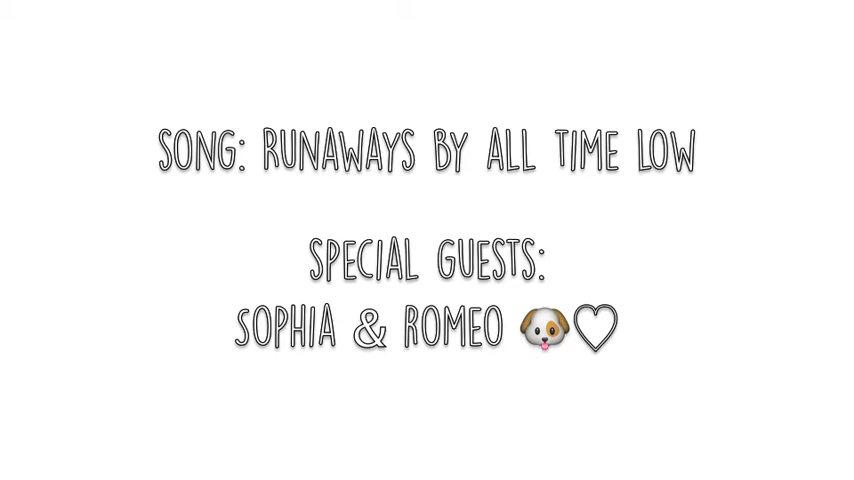 SONG: RUNAWAYS BY ALL TIME LOW
SPECIAL GUESTS:
SOPHIA & ROMEO 🐶♡